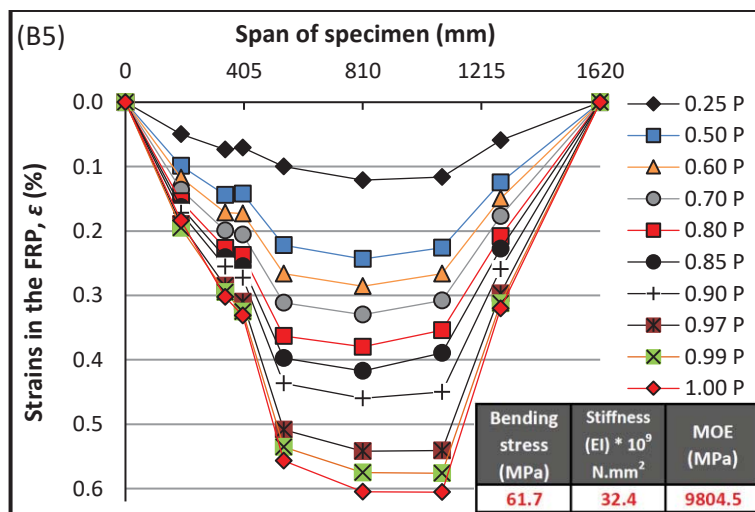 (B5)
Span of specimen (mm)
0 405 810 1215 1620
Strains in the FRP, ε (%)
0.0
0.1
0.2
0.3
0.4
0.5
0.6
0.25 P
0.50 P
0.60 P
0.70 P
0.80 P
0.85 P
0.90 P
0.97 P
0.99 P
1.00 P
Bending stress (MPa)
Stiffness (EI) * 10⁹ N.mm²
MOE (MPa)
61.7 32.4 9804.5